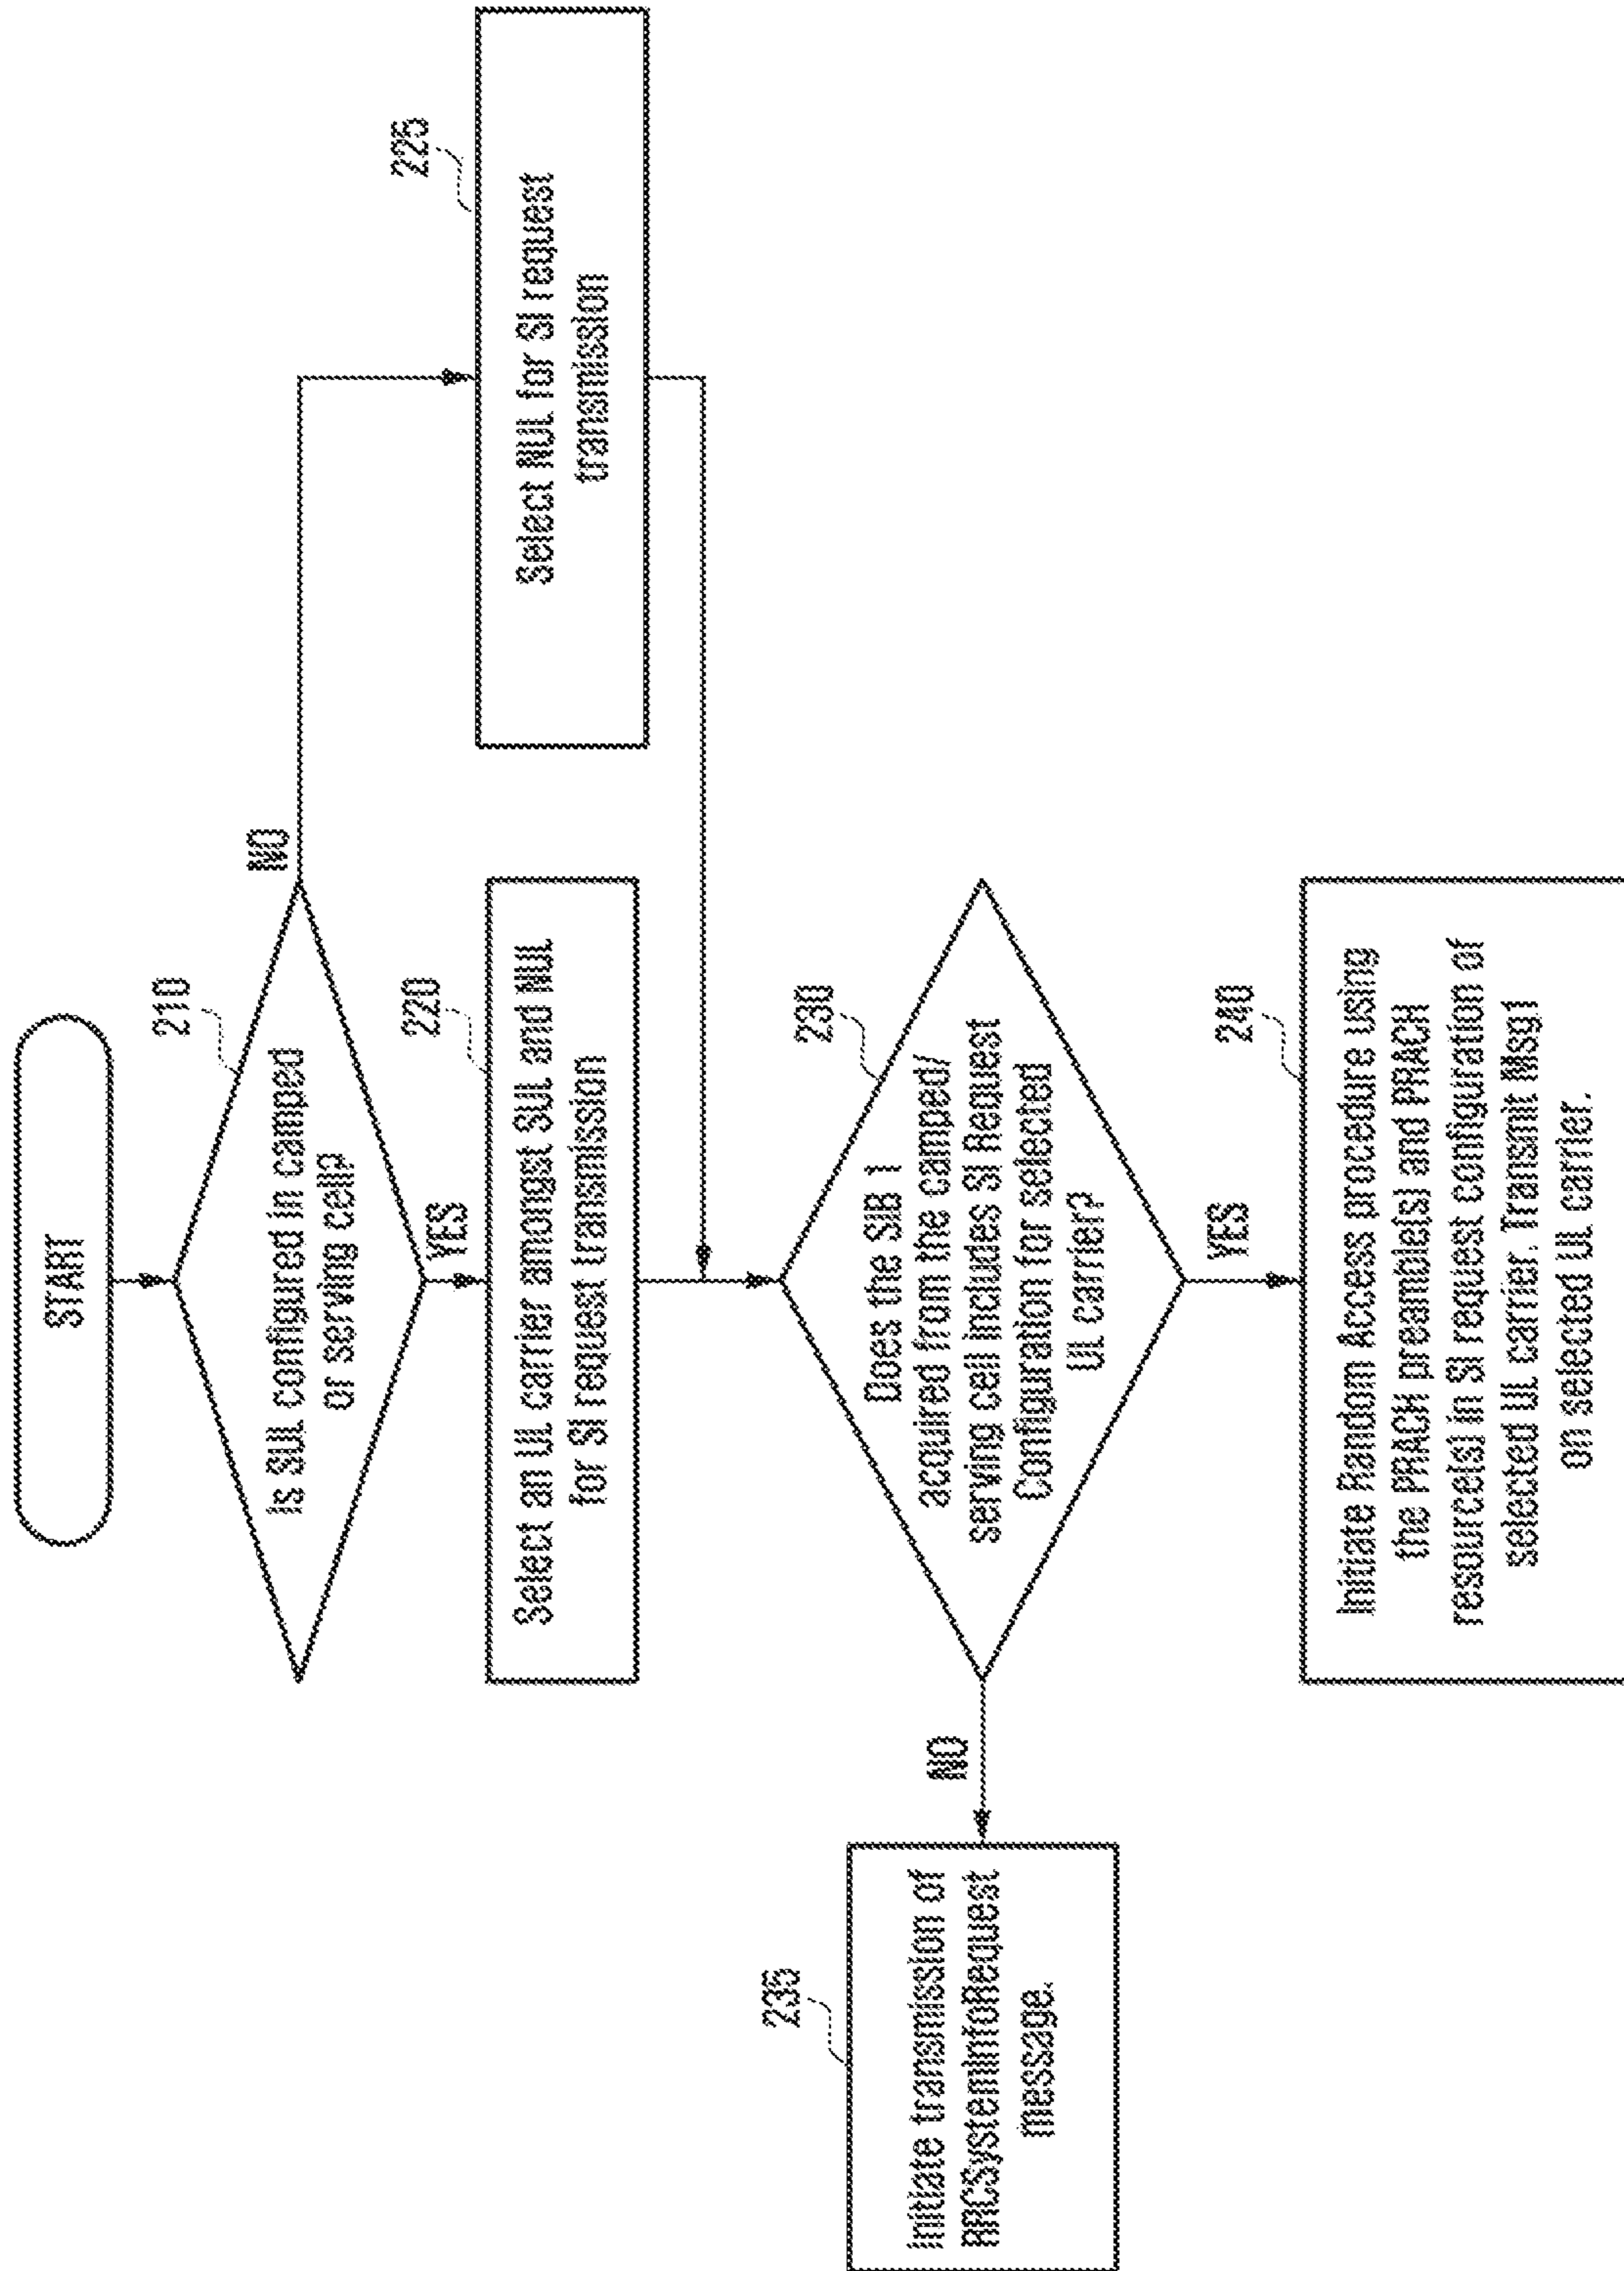 START
210
Is SUL configured in camped
or serving cell?
NO
YES
220
Select an UL carrier amongst SUL and NUL
for SI request transmission
225
Select NUL for SI request
transmission
230
Does the SIB 1
acquired from the camped/
serving cell includes SI Request
Configuration for selected
UL carrier?
NO
YES
235
Initiate transmission of
RRCSystemInfoRequest
message.
240
Initiate Random Access procedure using
the PRACH preamble(s) and PRACH
resource(s) in SI request configuration of
selected UL carrier. Transmit Msg1
on selected UL carrier.